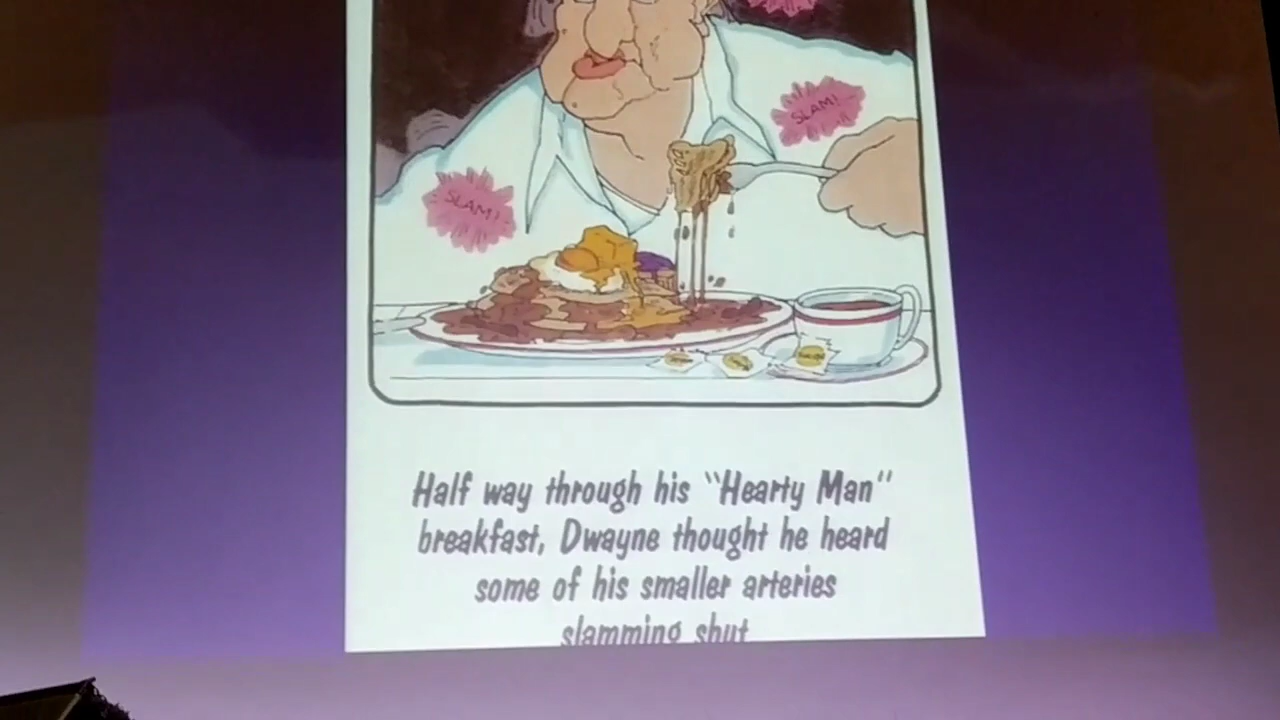 SLAM!
SLAM!
Half way through his "Hearty Man"
breakfast, Dwayne thought he heard
some of his smaller arteries
slamming shut